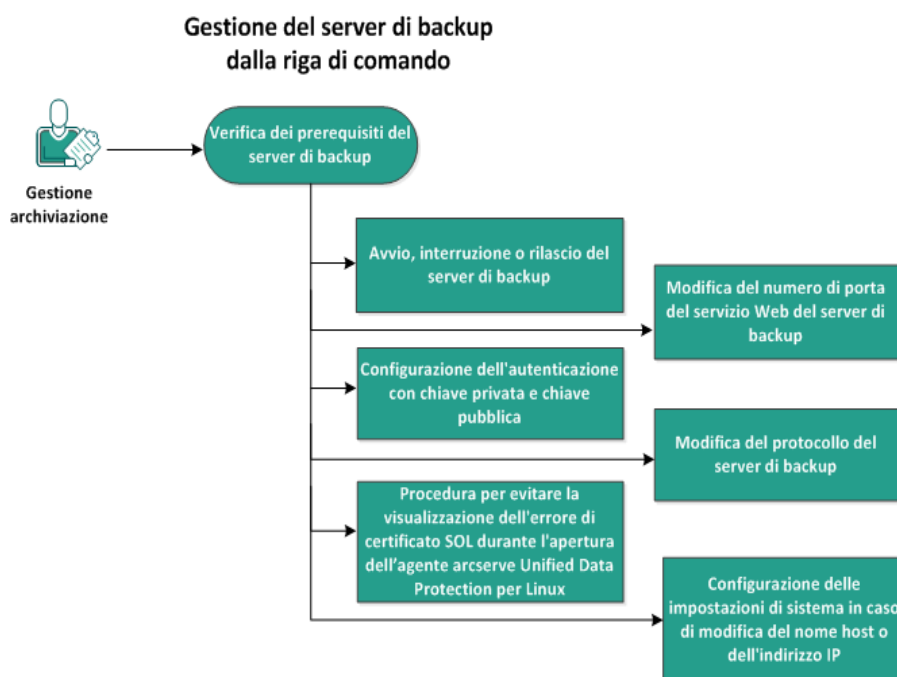 Gestione del server di backup
dalla riga di comando
Verifica dei prerequisiti del
server di backup
Gestione
archiviazione
Avvio, interruzione o rilascio del
server di backup
Modifica del numero di porta
del servizio Web del server di
backup
Configurazione dell'autenticazione
con chiave privata e chiave
pubblica
Modifica del protocollo del
server di backup
Procedura per evitare la
visualizzazione dell'errore di
certificato SOL durante l'apertura
dell’agente arcserve Unified Data
Protection per Linux
Configurazione delle
impostazioni di sistema in caso
di modifica del nome host o
dell'indirizzo IP